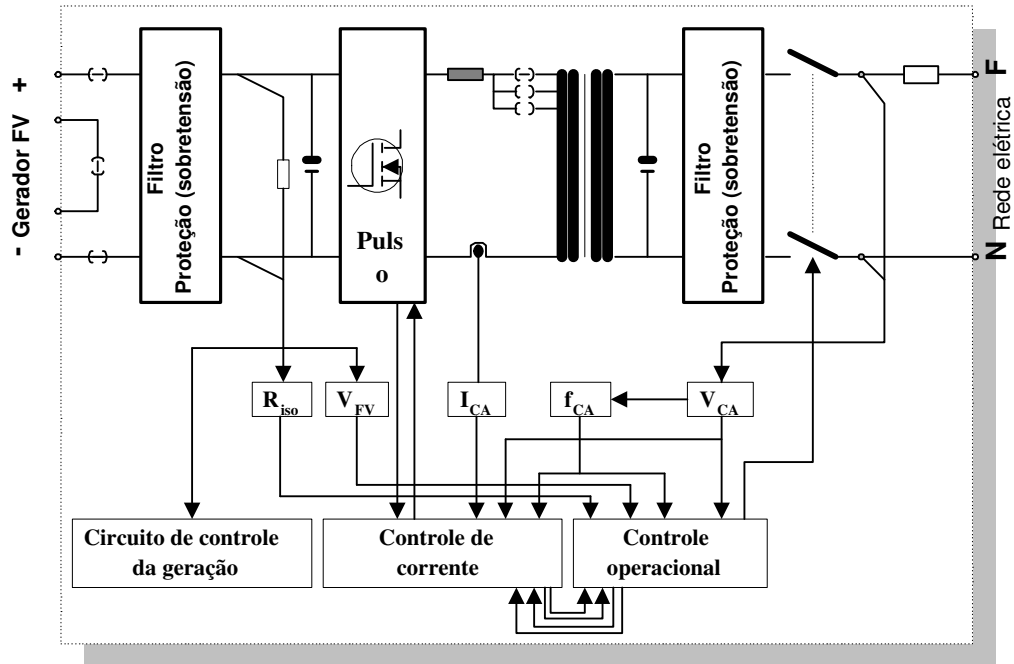 - Gerador FV +
Filtro
Proteção (sobretensão)
Puls
o
Filtro
Proteção (sobretensão)
F
N Rede elétrica
R iso
V FV
I CA
f CA
V CA
Circuito de controle
da geração
Controle de
corrente
Controle
operacional